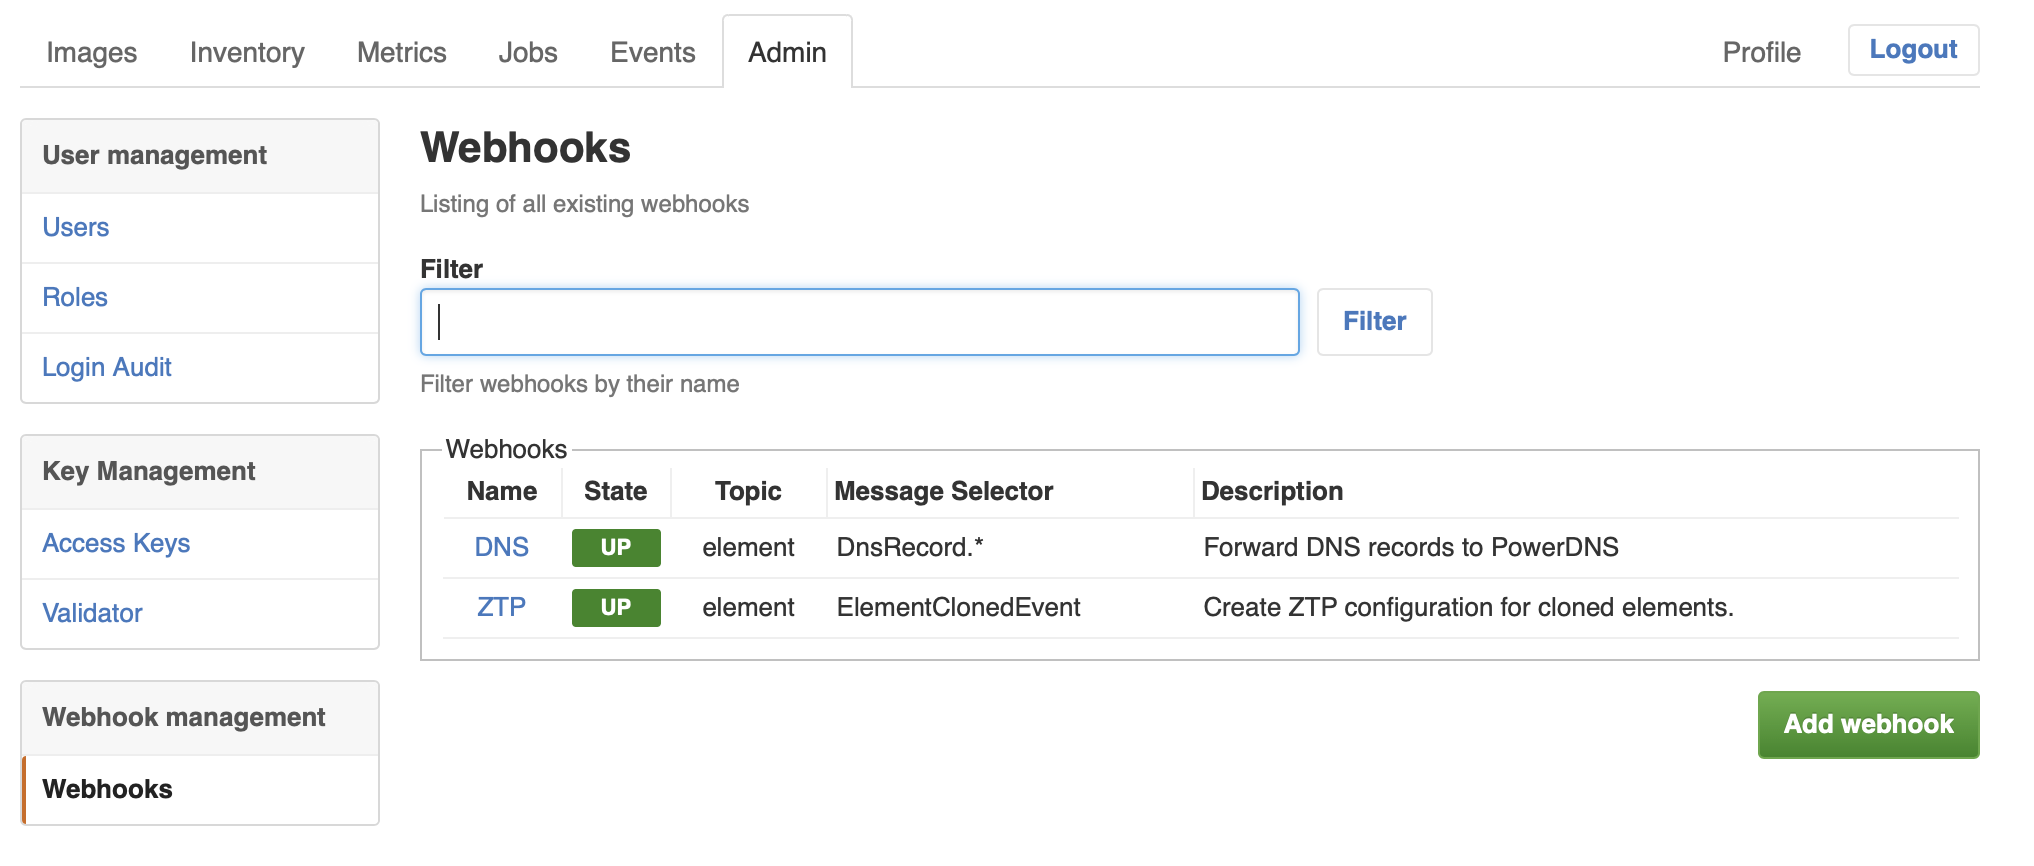 Images Inventory Metrics Jobs Events Admin Profile Logout
User management
Users
Roles
Login Audit
Key Management
Access Keys
Validator
Webhook management
Webhooks
Webhooks
Listing of all existing webhooks
Filter
Filter
Filter webhooks by their name
Webhooks
Name State Topic Message Selector Description
DNS UP element DnsRecord.* Forward DNS records to PowerDNS
ZTP UP element ElementClonedEvent Create ZTP configuration for cloned elements.
Add webhook